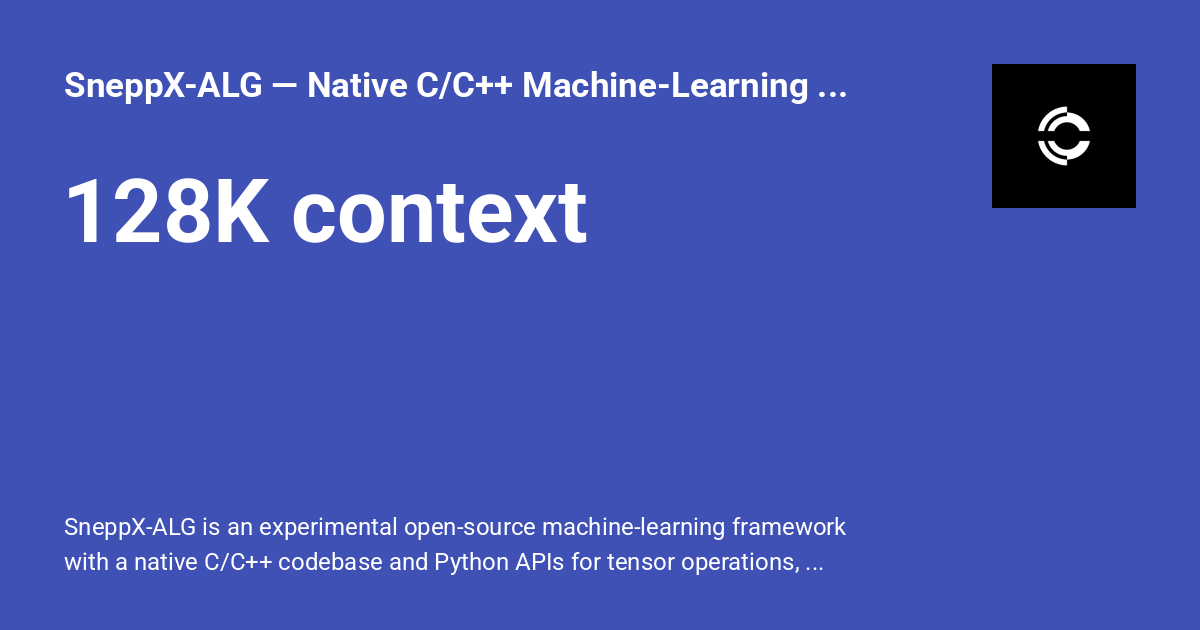 SneppX-ALG — Native C/C++ Machine-Learning ...
128K context
SneppX-ALG is an experimental open-source machine-learning framework
with a native C/C++ codebase and Python APIs for tensor operations, ...